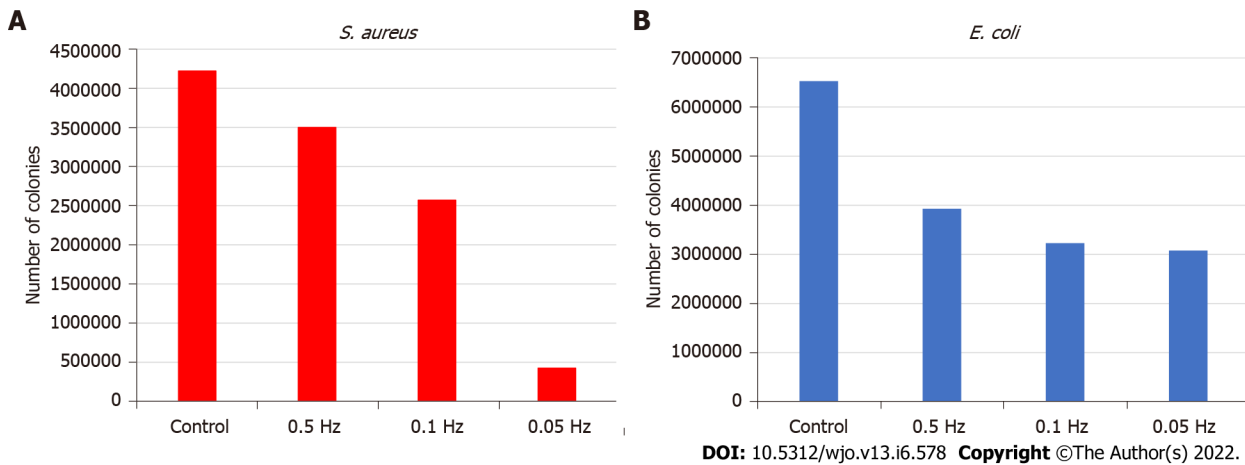 A
S. aureus
Number of colonies
4500000
4000000
3500000
3000000
2500000
2000000
1500000
1000000
500000
0
Control 0.5 Hz 0.1 Hz 0.05 Hz
B
E. coli
Number of colonies
7000000
6000000
5000000
4000000
3000000
2000000
1000000
0
Control 0.5 Hz 0.1 Hz 0.05 Hz
DOI: 10.5312/wjo.v13.i6.578 Copyright ©The Author(s) 2022.